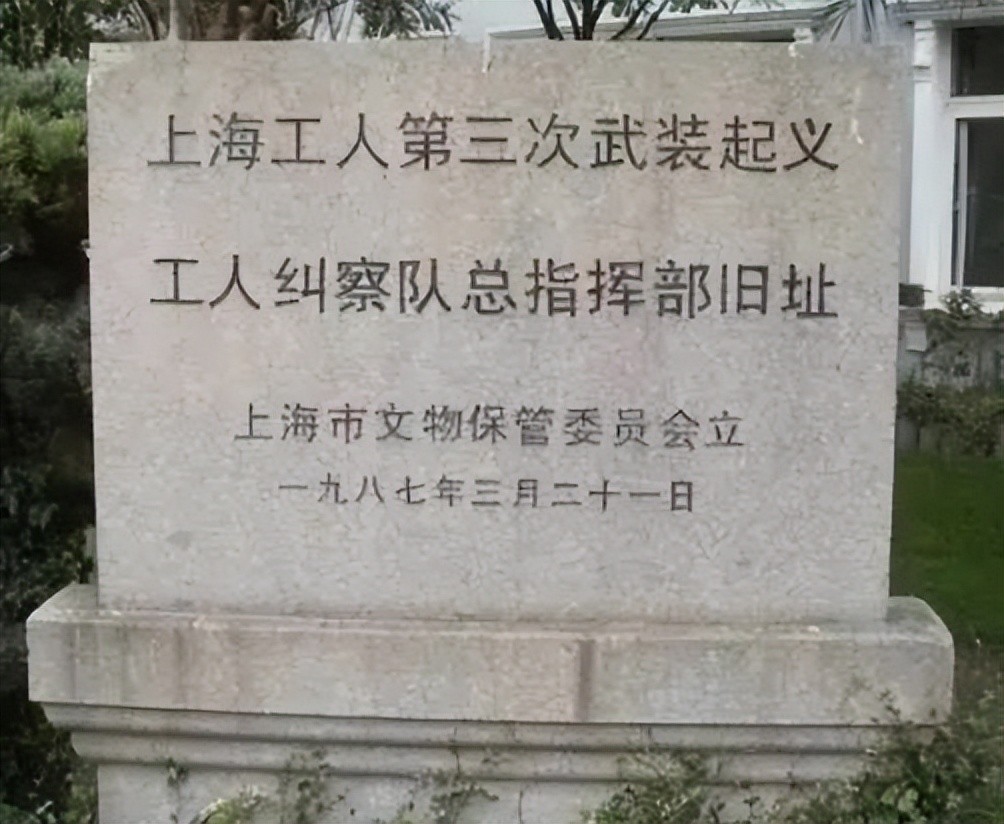 上海工人第三次武装起义
工人纠察队总指挥部旧址
上海市文物保管委员会立
一九八七年三月二十一日